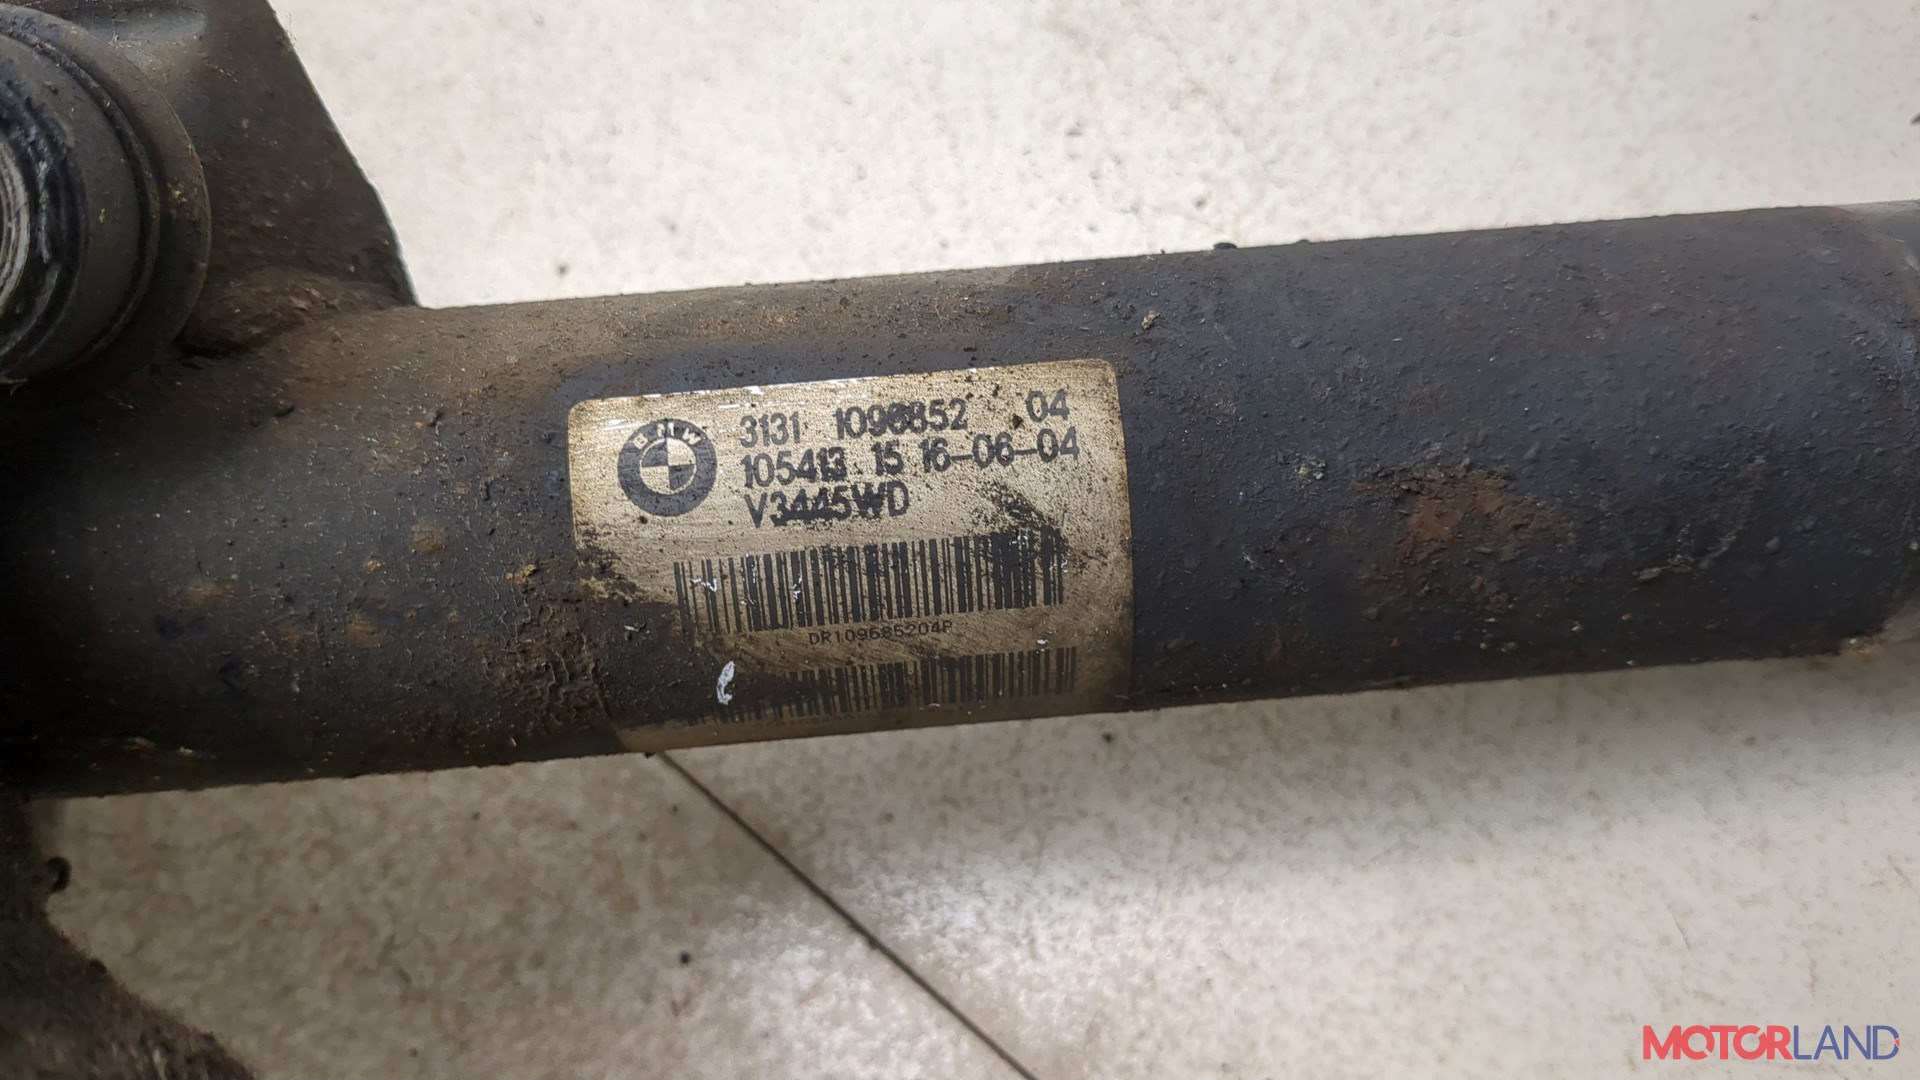 BMW
3131 1096852 04
105413 15 16-06-04
V3445WD
DR109685204P
MOTORLAND